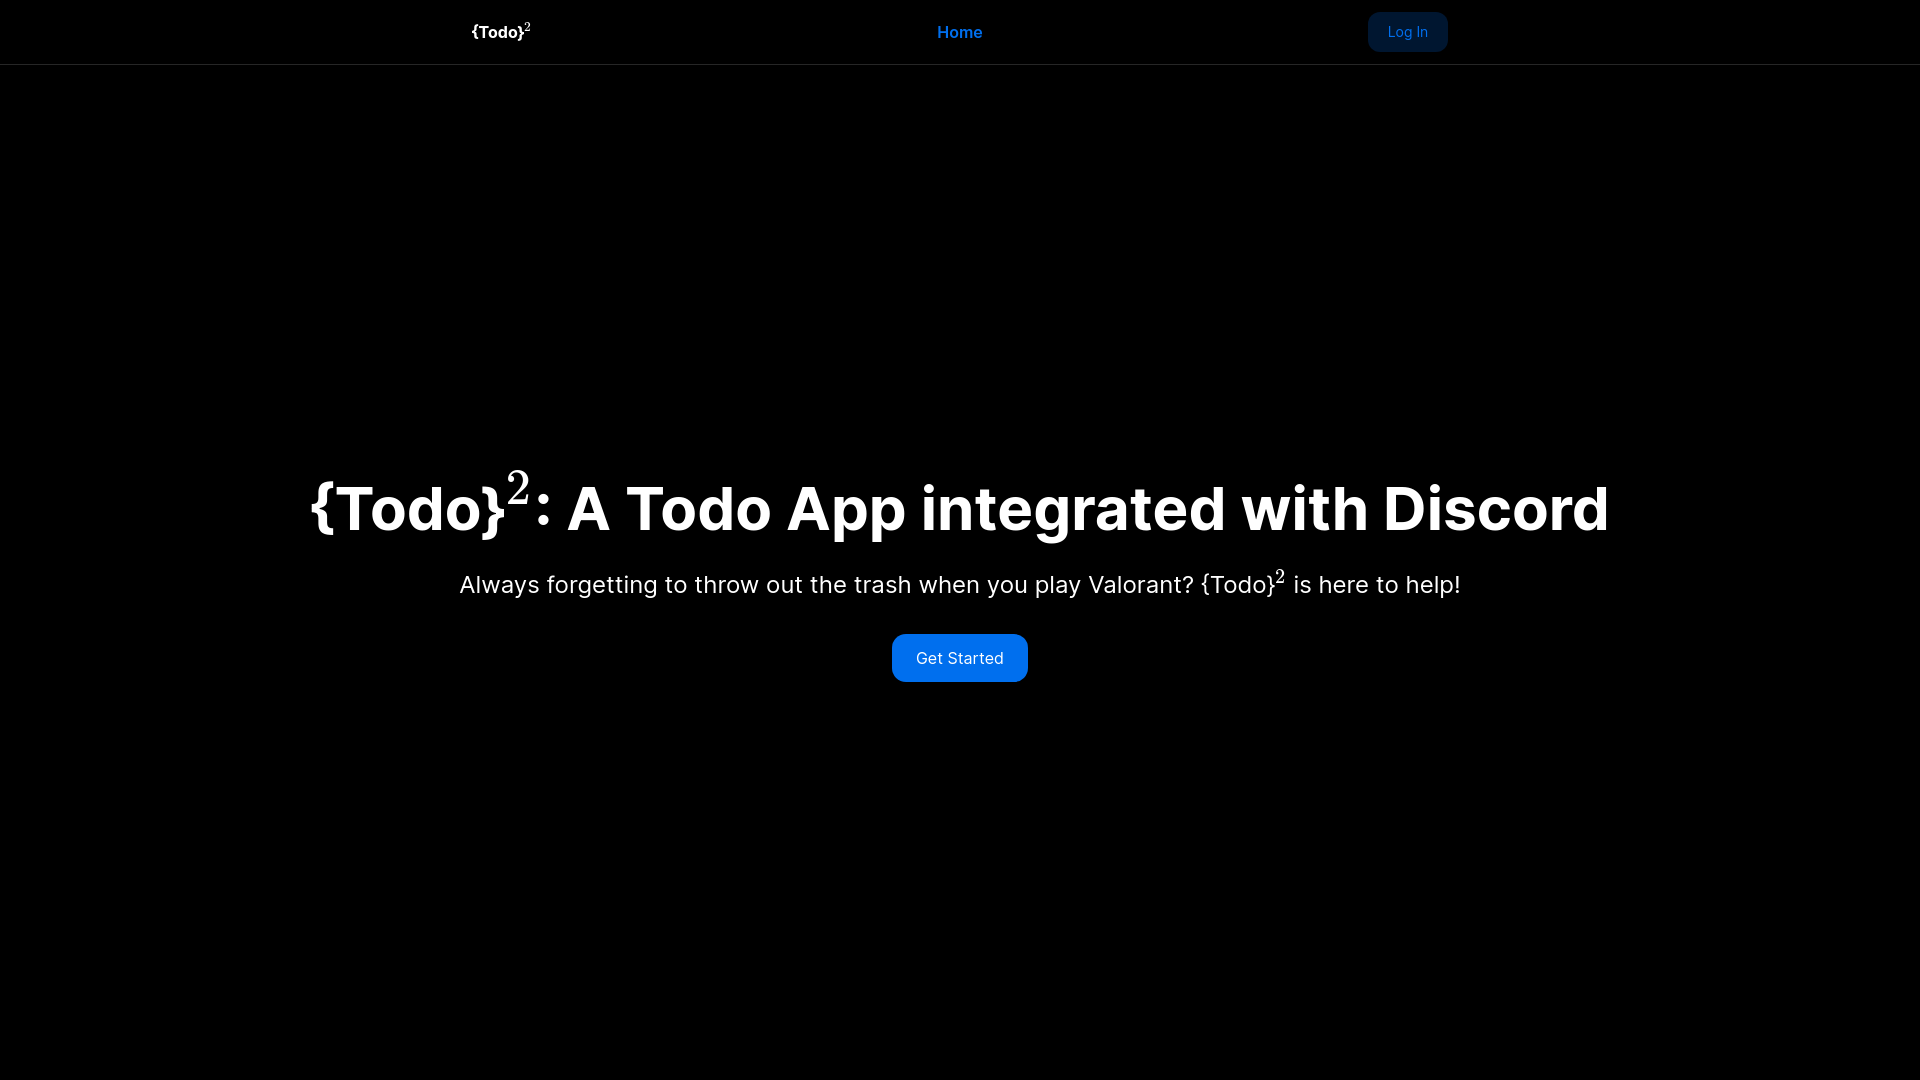 {Todo}²
Home
Log In
{Todo}²: A Todo App integrated with Discord
Always forgetting to throw out the trash when you play Valorant? {Todo}² is here to help!
Get Started